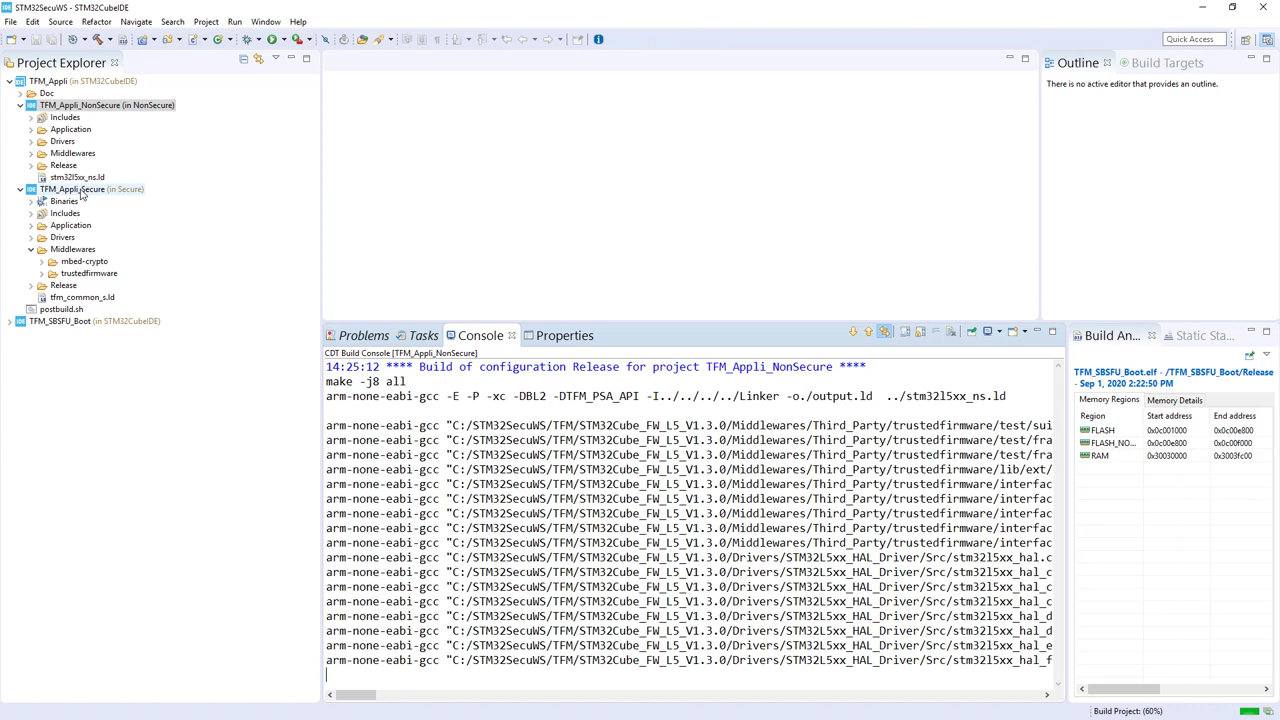 STM32SecuWS - STM32CubeIDE
File Edit Source Refactor Navigate Search Project Run Window Help
Quick Access
Project Explorer
TFM_Appli (in STM32CubeIDE)
Doc
TFM_Appli_NonSecure (in NonSecure)
Includes
Application
Drivers
Middlewares
Release
stm32l5xx_ns.ld
TFM_Appli_Secure (in Secure)
Binaries
Includes
Application
Drivers
Middlewares
mbed-crypto
trustedfirmware
Release
tfm_common_s.ld
postbuild.sh
TFM_SBSFU_Boot (in STM32CubeIDE)
Outline Build Targets
There is no active editor that provides an outline.
Problems Tasks Console Properties
CDT Build Console [TFM_Appli_NonSecure]
14:25:12 **** Build of configuration Release for project TFM_Appli_NonSecure ****
make -j8 all
arm-none-eabi-gcc -E -P -xc -DBL2 -DTFM_PSA_API -I../../../../Linker -o./output.ld ../stm32l5xx_ns.ld
arm-none-eabi-gcc "C:/STM32SecuWS/TFM/STM32Cube_FW_L5_V1.3.0/Middlewares/Third_Party/trustedfirmware/test/sui
arm-none-eabi-gcc "C:/STM32SecuWS/TFM/STM32Cube_FW_L5_V1.3.0/Middlewares/Third_Party/trustedfirmware/test/fra
arm-none-eabi-gcc "C:/STM32SecuWS/TFM/STM32Cube_FW_L5_V1.3.0/Middlewares/Third_Party/trustedfirmware/test/fra
arm-none-eabi-gcc "C:/STM32SecuWS/TFM/STM32Cube_FW_L5_V1.3.0/Middlewares/Third_Party/trustedfirmware/lib/ext/
arm-none-eabi-gcc "C:/STM32SecuWS/TFM/STM32Cube_FW_L5_V1.3.0/Middlewares/Third_Party/trustedfirmware/interfac
arm-none-eabi-gcc "C:/STM32SecuWS/TFM/STM32Cube_FW_L5_V1.3.0/Middlewares/Third_Party/trustedfirmware/interfac
arm-none-eabi-gcc "C:/STM32SecuWS/TFM/STM32Cube_FW_L5_V1.3.0/Middlewares/Third_Party/trustedfirmware/interfac
arm-none-eabi-gcc "C:/STM32SecuWS/TFM/STM32Cube_FW_L5_V1.3.0/Middlewares/Third_Party/trustedfirmware/interfac
arm-none-eabi-gcc "C:/STM32SecuWS/TFM/STM32Cube_FW_L5_V1.3.0/Middlewares/Third_Party/trustedfirmware/interfac
arm-none-eabi-gcc "C:/STM32SecuWS/TFM/STM32Cube_FW_L5_V1.3.0/Drivers/STM32L5xx_HAL_Driver/Src/stm32l5xx_hal.c
arm-none-eabi-gcc "C:/STM32SecuWS/TFM/STM32Cube_FW_L5_V1.3.0/Drivers/STM32L5xx_HAL_Driver/Src/stm32l5xx_hal_c
arm-none-eabi-gcc "C:/STM32SecuWS/TFM/STM32Cube_FW_L5_V1.3.0/Drivers/STM32L5xx_HAL_Driver/Src/stm32l5xx_hal_c
arm-none-eabi-gcc "C:/STM32SecuWS/TFM/STM32Cube_FW_L5_V1.3.0/Drivers/STM32L5xx_HAL_Driver/Src/stm32l5xx_hal_c
arm-none-eabi-gcc "C:/STM32SecuWS/TFM/STM32Cube_FW_L5_V1.3.0/Drivers/STM32L5xx_HAL_Driver/Src/stm32l5xx_hal_d
arm-none-eabi-gcc "C:/STM32SecuWS/TFM/STM32Cube_FW_L5_V1.3.0/Drivers/STM32L5xx_HAL_Driver/Src/stm32l5xx_hal_d
arm-none-eabi-gcc "C:/STM32SecuWS/TFM/STM32Cube_FW_L5_V1.3.0/Drivers/STM32L5xx_HAL_Driver/Src/stm32l5xx_hal_e
arm-none-eabi-gcc "C:/STM32SecuWS/TFM/STM32Cube_FW_L5_V1.3.0/Drivers/STM32L5xx_HAL_Driver/Src/stm32l5xx_hal_f
Build An... Static Sta...
TFM_SBSFU_Boot.elf - /TFM_SBSFU_Boot/Release
- Sep 1, 2020 2:22:50 PM
Memory Regions Memory Details
Region Start address End address
FLASH 0x0c001000 0x0c00e800
FLASH_NO... 0x0c00e800 0x0c00f000
RAM 0x30030000 0x3003fc00
Build Project: (60%)